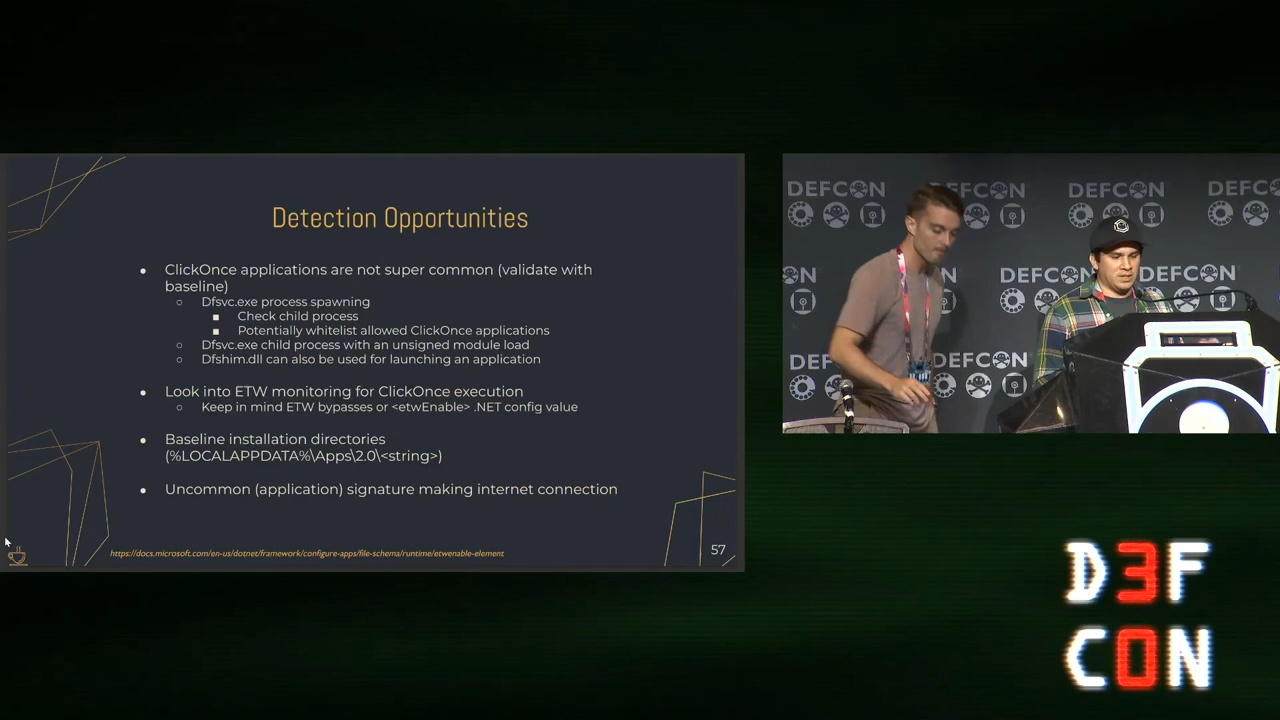 Detection Opportunities
● ClickOnce applications are not super common (validate with
baseline)
○ Dfsvc.exe process spawning
■ Check child process
■ Potentially whitelist allowed ClickOnce applications
○ Dfsvc.exe child process with an unsigned module load
○ Dfshim.dll can also be used for launching an application
● Look into ETW monitoring for ClickOnce execution
○ Keep in mind ETW bypasses or <etwEnable> .NET config value
● Baseline installation directories
(%LOCALAPPDATA%\Apps\2.0\<string>)
● Uncommon (application) signature making internet connection
https://docs.microsoft.com/en-us/dotnet/framework/configure-apps/file-schema/runtime/etwenable-element
57
DEFCON DEFCON DEFCON DEFCON
DEFCON DEFCON
DEFCON DEFCON
D3F
C0N